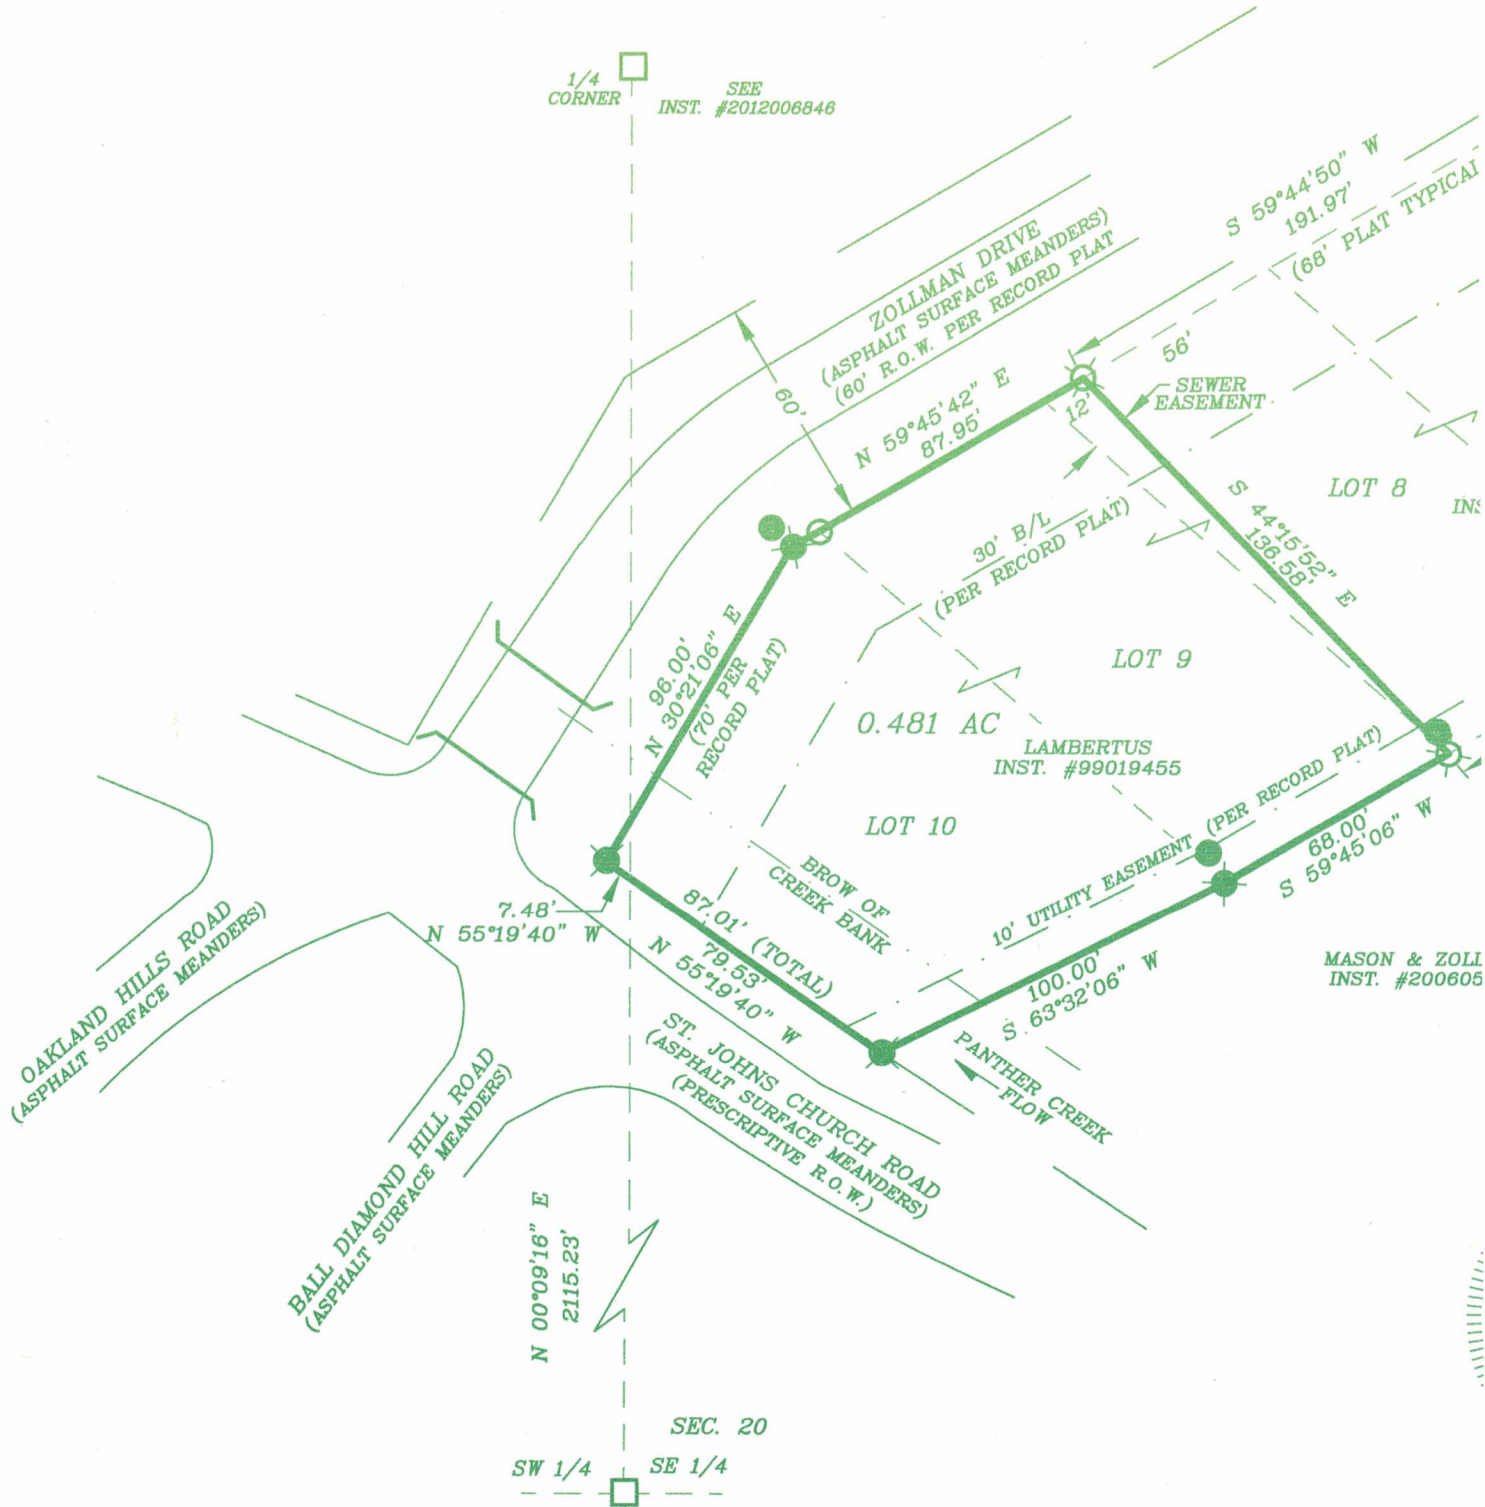 1/4
CORNER
SEE
INST. #2012006846
S 59°44'50" W
191.97'
(68' PLAT TYPICAL
ZOLLMAN DRIVE
(ASPHALT SURFACE MEANDERS)
(60' R.O.W. PER RECORD PLAT
60'
56'
N 59°45'42" E
87.95'
12'
SEWER
EASEMENT
LOT 8
S 44°15'52" E
136.58'
30' B/L
(PER RECORD PLAT)
96.00'
N 30°21'06" E
(70' PER
RECORD PLAT)
LOT 9
0.481 AC
LAMBERTUS
INST. #99019455
LOT 10
BROW OF
CREEK BANK
10' UTILITY EASEMENT (PER RECORD PLAT)
68.00'
S 59°45'06" W
7.48'
N 55°19'40" W
87.01' (TOTAL)
79.53'
N 55°19'40" W
100.00'
S 63°32'06" W
MASON & ZOLL
INST. #200605
OAKLAND HILLS ROAD
(ASPHALT SURFACE MEANDERS)
ST. JOHNS CHURCH ROAD
(ASPHALT SURFACE MEANDERS)
(PRESCRIPTIVE R.O.W.)
PANTHER CREEK
FLOW
BALL DIAMOND HILL ROAD
(ASPHALT SURFACE MEANDERS)
N 00°09'16" E
2115.23'
SEC. 20
SW 1/4
SE 1/4